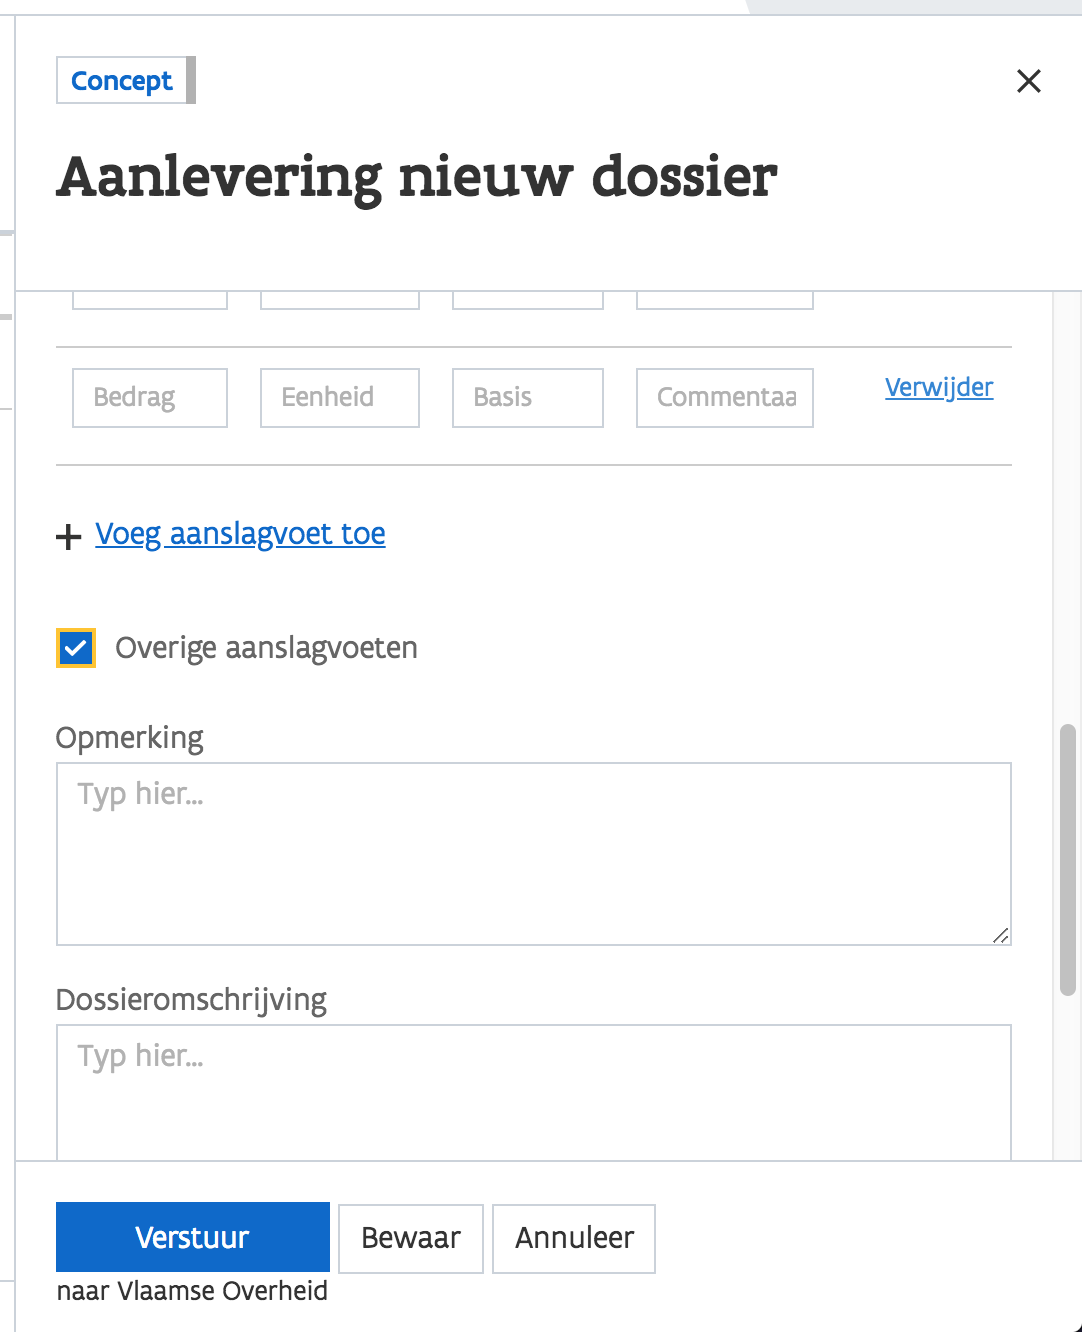 Concept
Aanlevering nieuw dossier
Bedrag Eenheid Basis Commentaa Verwijder
Voeg aanslagvoet toe
Overige aanslagvoeten
Opmerking
Typ hier...
Dossieromschrijving
Typ hier...
Verstuur Bewaar Annuleer
naar Vlaamse Overheid